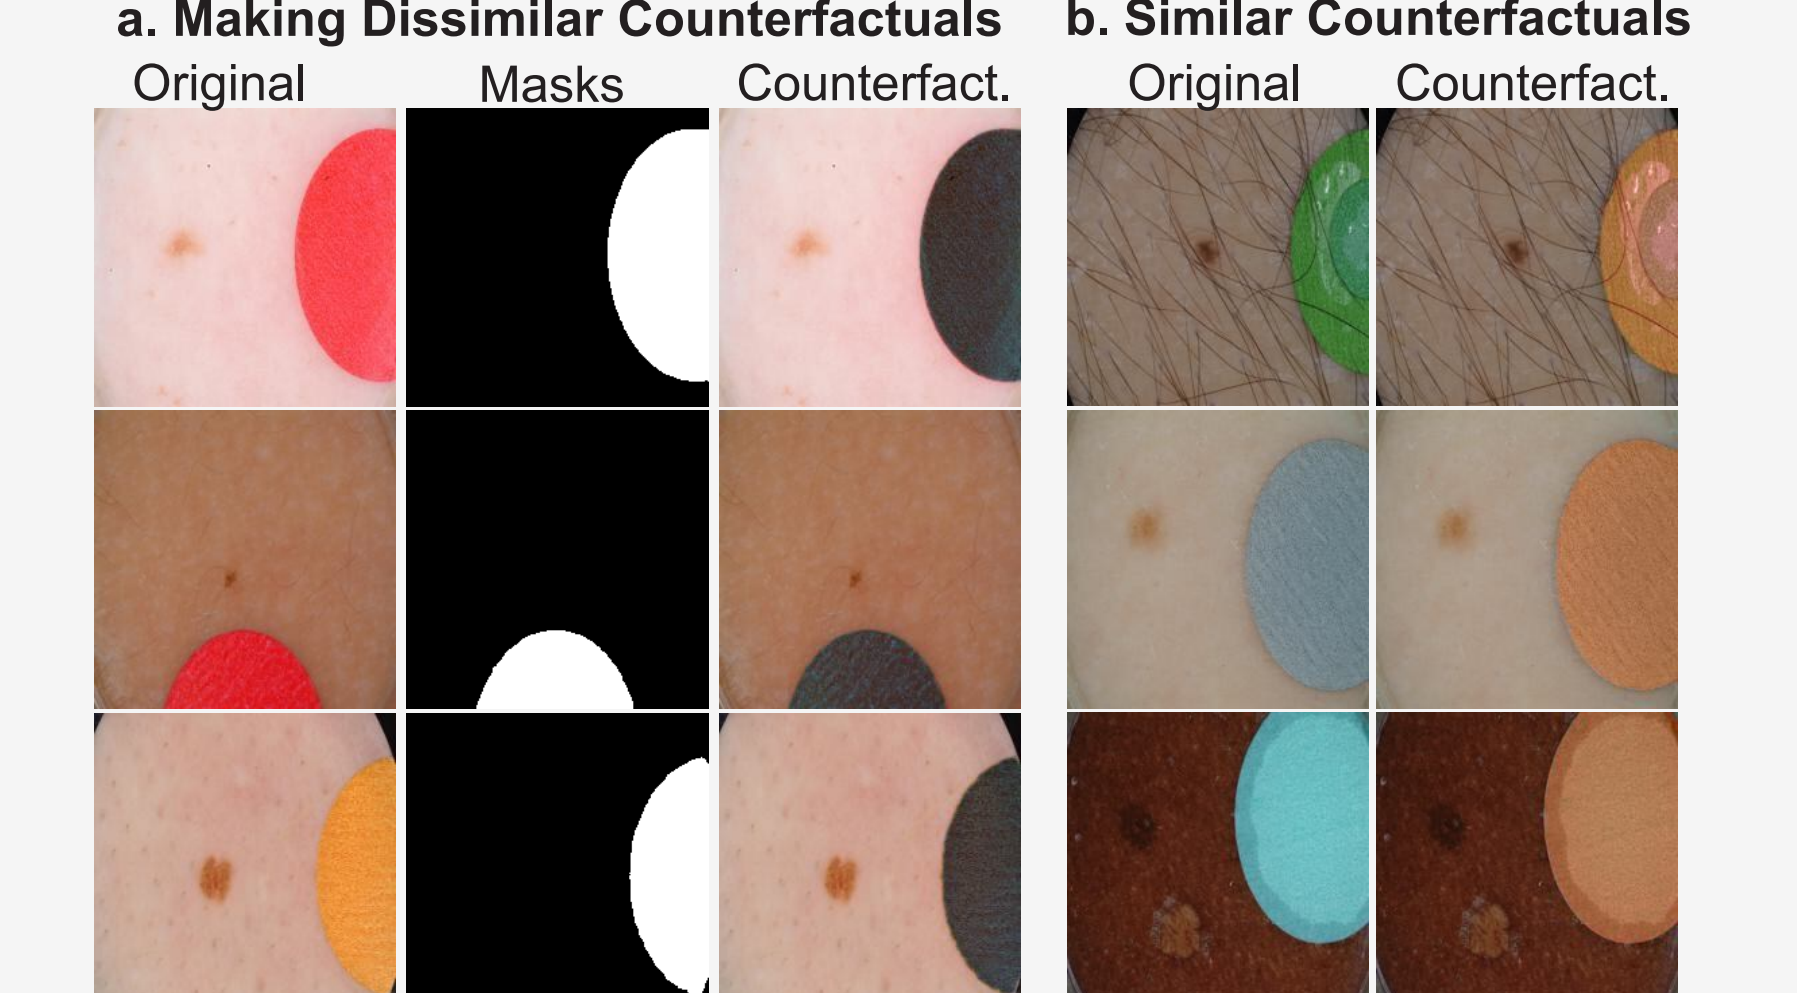 a. Making Dissimilar Counterfactuals
b. Similar Counterfactuals
Original
Masks
Counterfact.
Original
Counterfact.